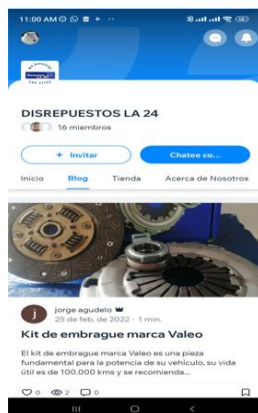 11:00 AM
DISREPUESTOS LA 24
16 miembros
+ Invitar
Chatee co...
Inicio
Blog
Tienda
Acerca de Nosotros
j
jorge agudelo
25 de feb. de 2022 · 1 min.
Kit de embrague marca Valeo
El kit de embrague marca Valeo es una pieza
fundamental para la potencia de su vehículo, su vida
útil es de 100.000 kms y se recomienda...
0
2
0